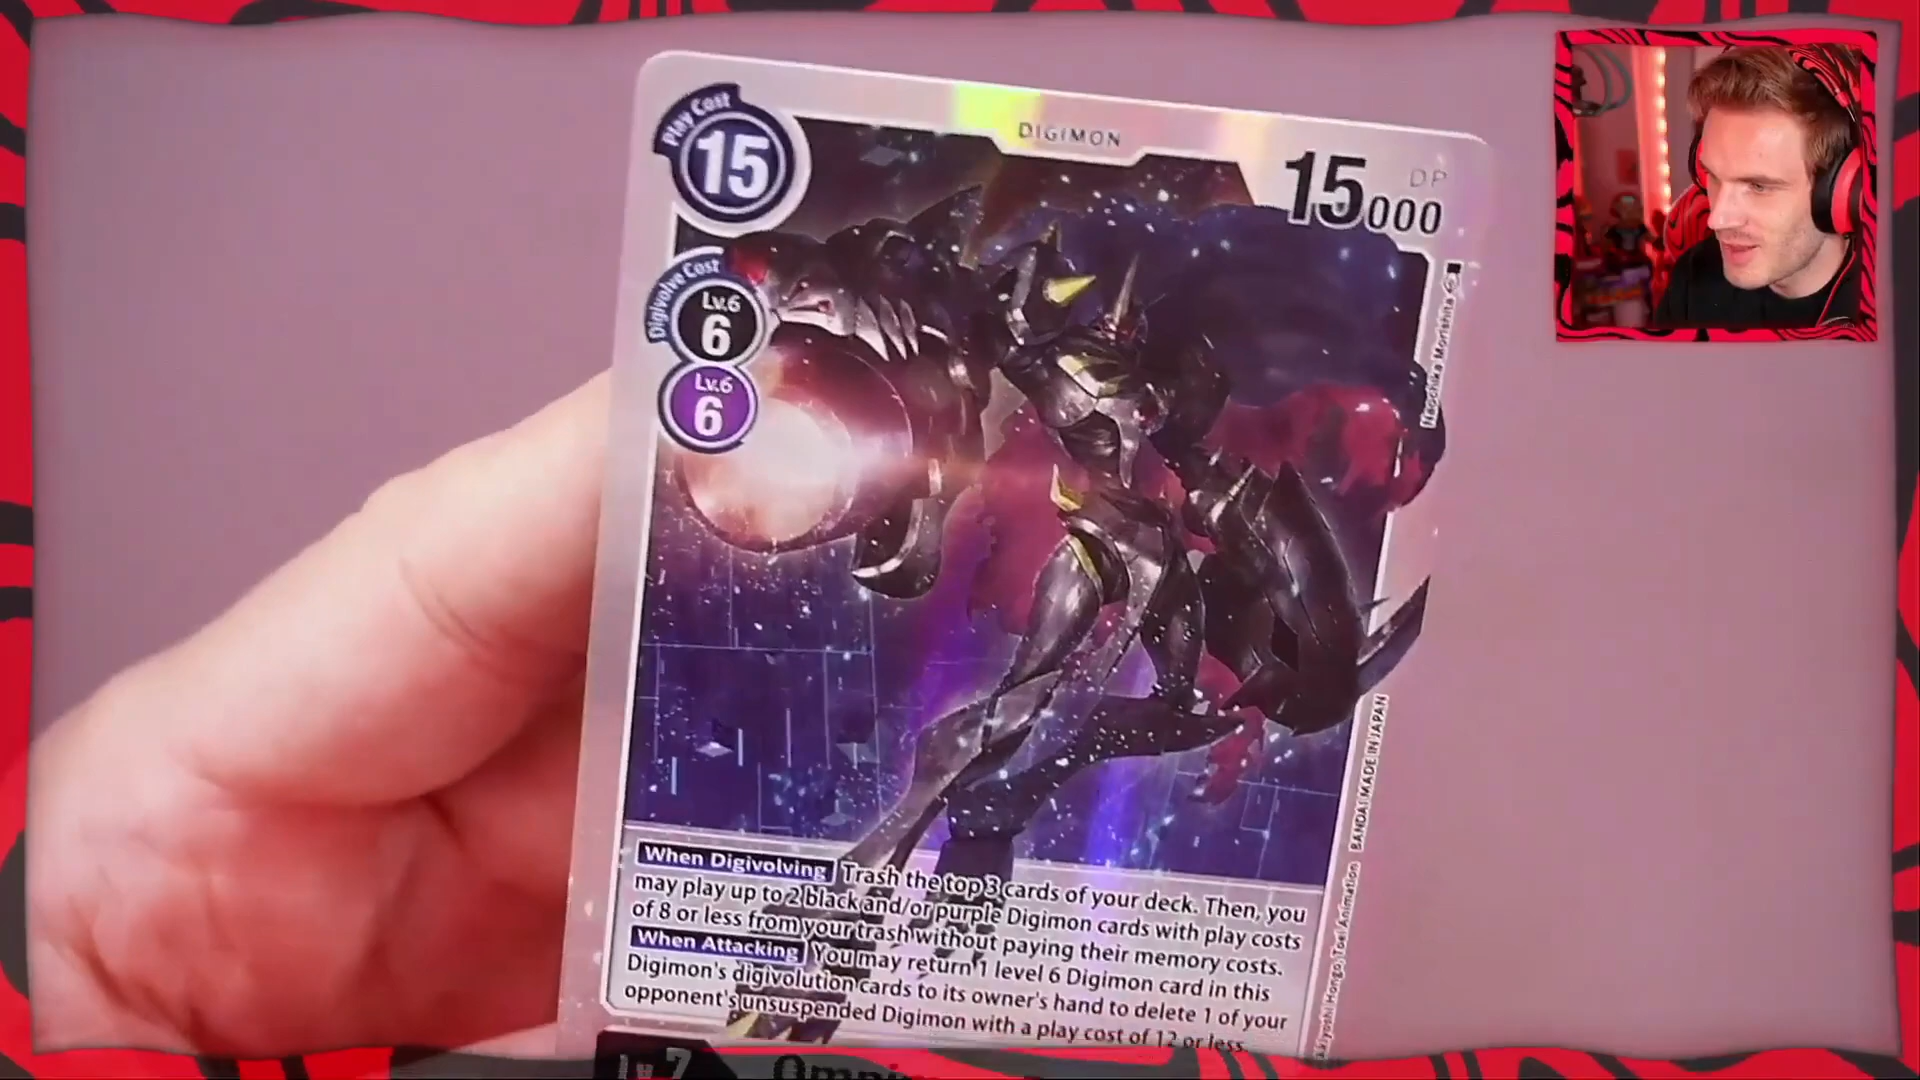 Play Cost
15
DIGIMON
15000
DP
Digivolve Cost
Lv.6
6
Lv.6
6
Naochika Morishita
When Digivolving Trash the top 3 cards of your deck. Then, you
may play up to 2 black and/or purple Digimon cards with play costs
of 8 or less from your trash without paying their memory costs.
When Attacking You may return 1 level 6 Digimon card in this
Digimon's digivolution cards to its owner's hand to delete 1 of your
opponent's unsuspended Digimon with a play cost of 12 or less.
Akiyoshi Hongo, Toei Animation BANDAI MADE IN JAPAN
Lv.7